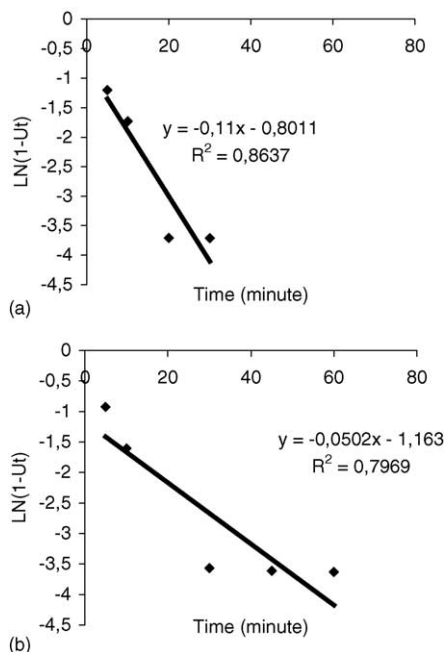 0 20 40 60 80
0
-0,5
-1
-1,5
-2
-2,5
-3
-3,5
-4
-4,5
LN(1-Ut)
y = -0,11x - 0,8011
R² = 0,8637
Time (minute)
(a)
0 20 40 60 80
0
-0,5
-1
-1,5
-2
-2,5
-3
-3,5
-4
-4,5
LN(1-Ut)
y = -0,0502x - 1,163
R² = 0,7969
Time (minute)
(b)